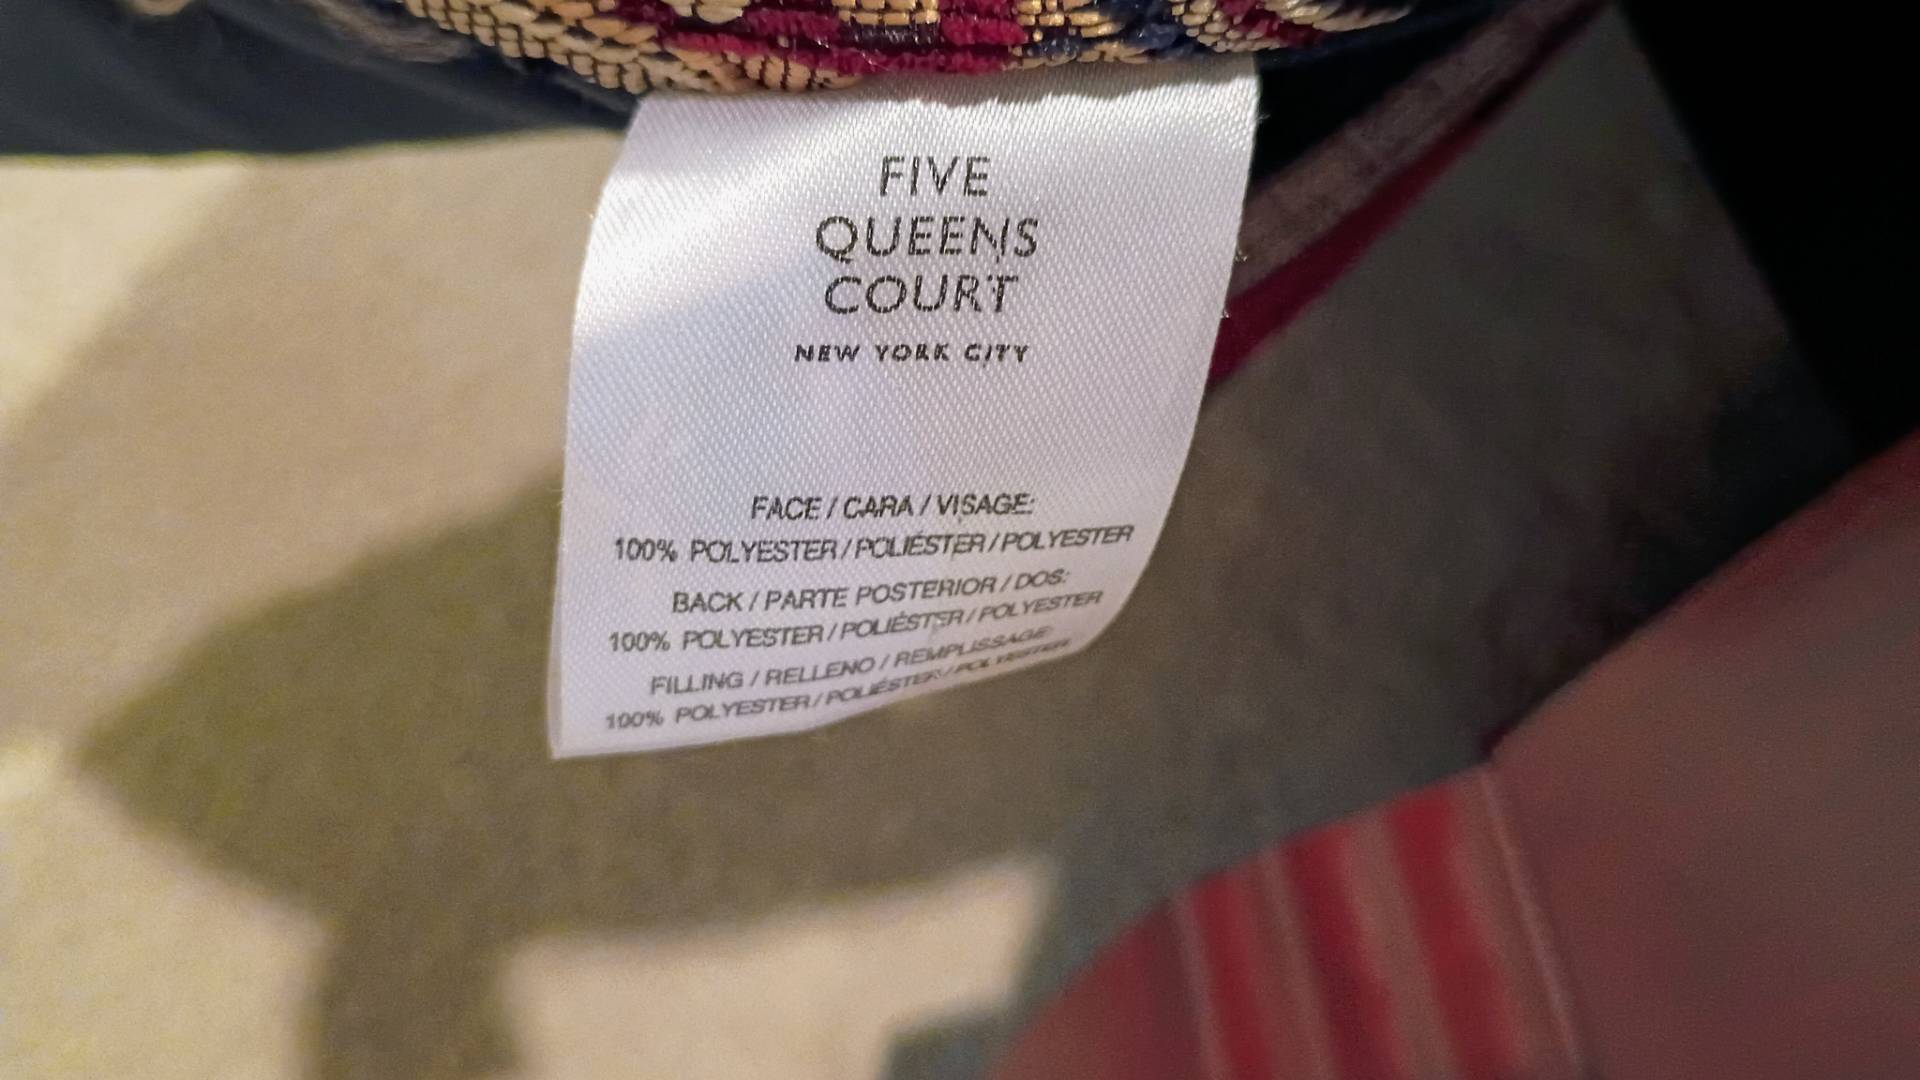 FIVE
QUEENS
COURT
NEW YORK CITY
FACE / CARA / VISAGE:
100% POLYESTER / POLIÉSTER / POLYESTER
BACK / PARTE POSTERIOR / DOS:
100% POLYESTER / POLIÉSTER / POLYESTER
FILLING / RELLENO / REMPLISSAGE:
100% POLYESTER / POLIÉSTER / POLYESTER